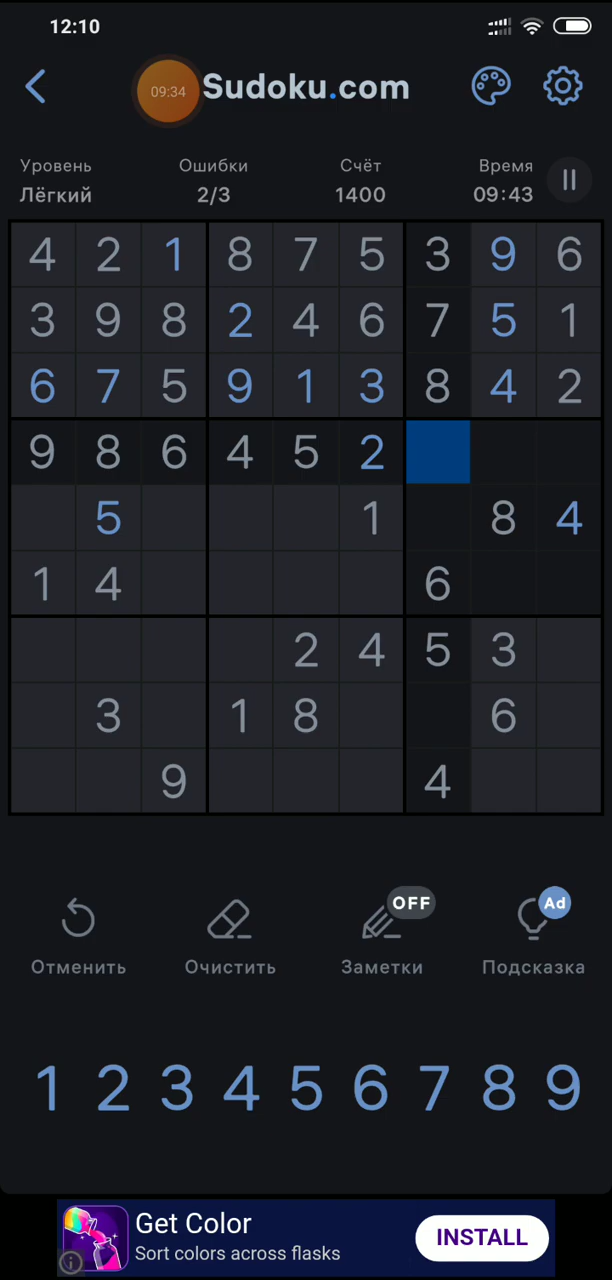 12:10
09:34 Sudoku.com
Уровень Ошибки Счёт Время
Лёгкий 2/3 1400 09:43
4 2 1 8 7 5 3 9 6
3 9 8 2 4 6 7 5 1
6 7 5 9 1 3 8 4 2
9 8 6 4 5 2
5 1 8 4
1 4 6
2 4 5 3
3 1 8 6
9 4
OFF Ad
Отменить Очистить Заметки Подсказка
1 2 3 4 5 6 7 8 9
Get Color
Sort colors across flasks
INSTALL